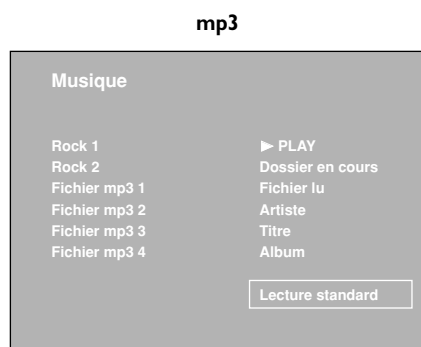 mp3
Musique
Rock 1
Rock 2
Fichier mp3 1
Fichier mp3 2
Fichier mp3 3
Fichier mp3 4
► PLAY
Dossier en cours
Fichier lu
Artiste
Titre
Album
Lecture standard